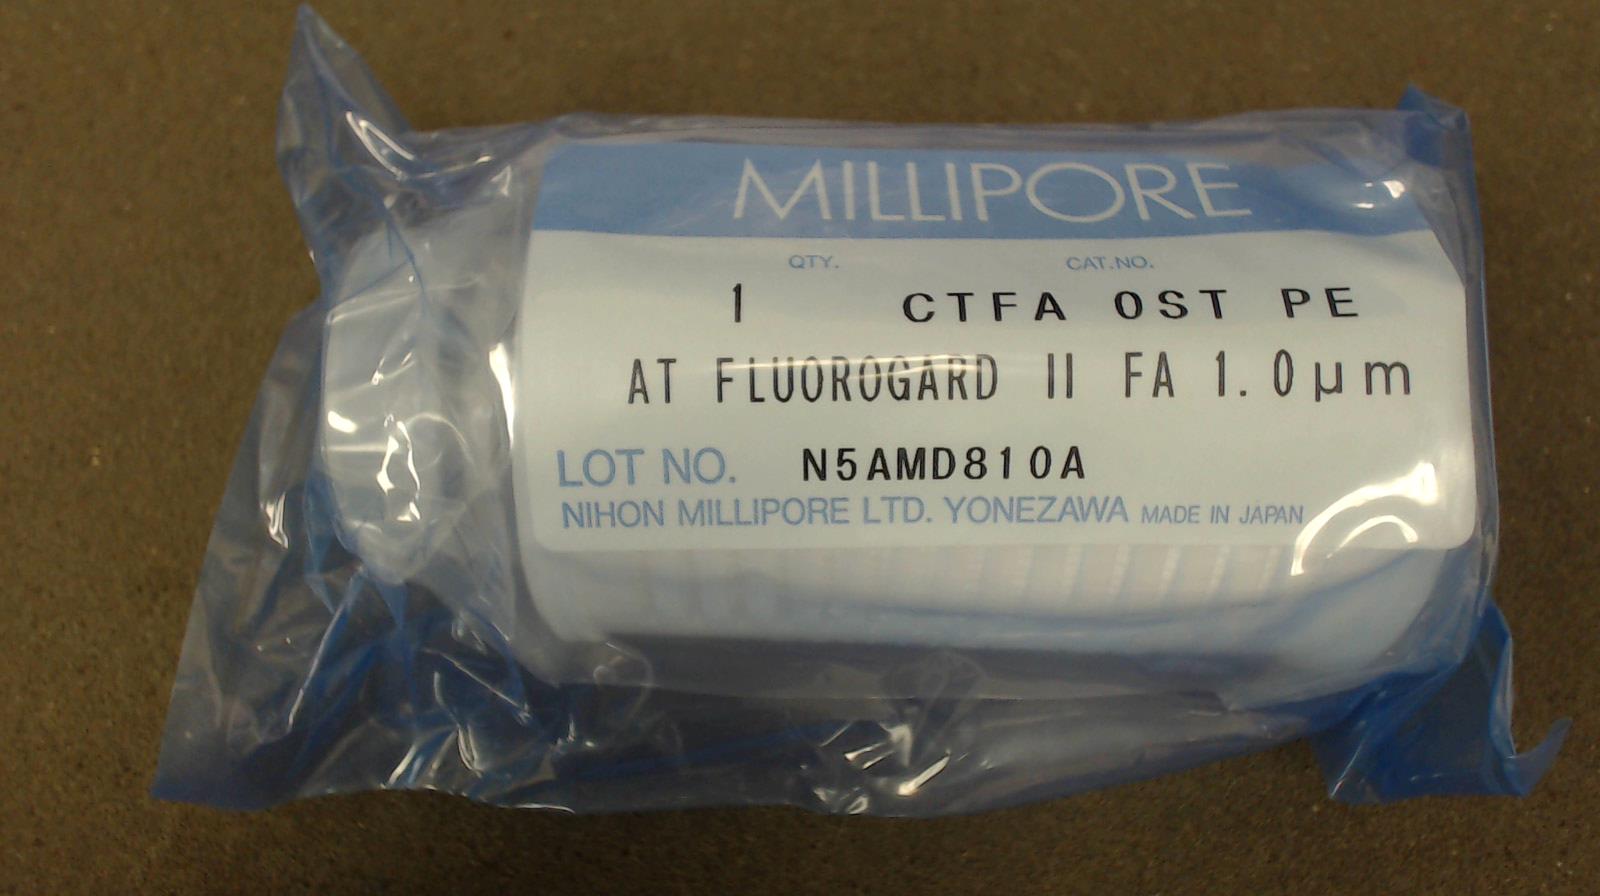 MILLIPORE
QTY. CAT.NO.
1 CTFA 0ST PE
AT FLUOROGARD II FA 1.0μm
LOT NO. N5AMD810A
NIHON MILLIPORE LTD. YONEZAWA MADE IN JAPAN